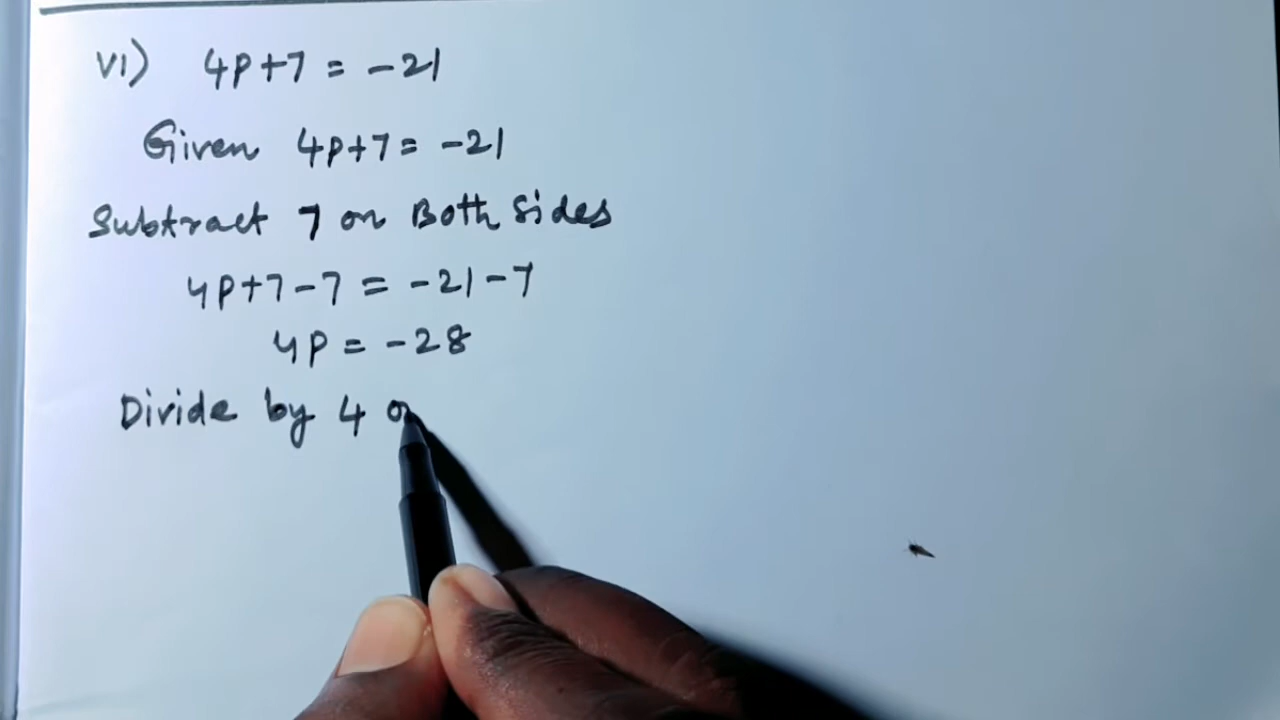 VI) 4P+7 = -21
Given 4P+7 = -21
Subtract 7 on Both Sides
4P+7-7 = -21-7
4P = -28
Divide by 4 o